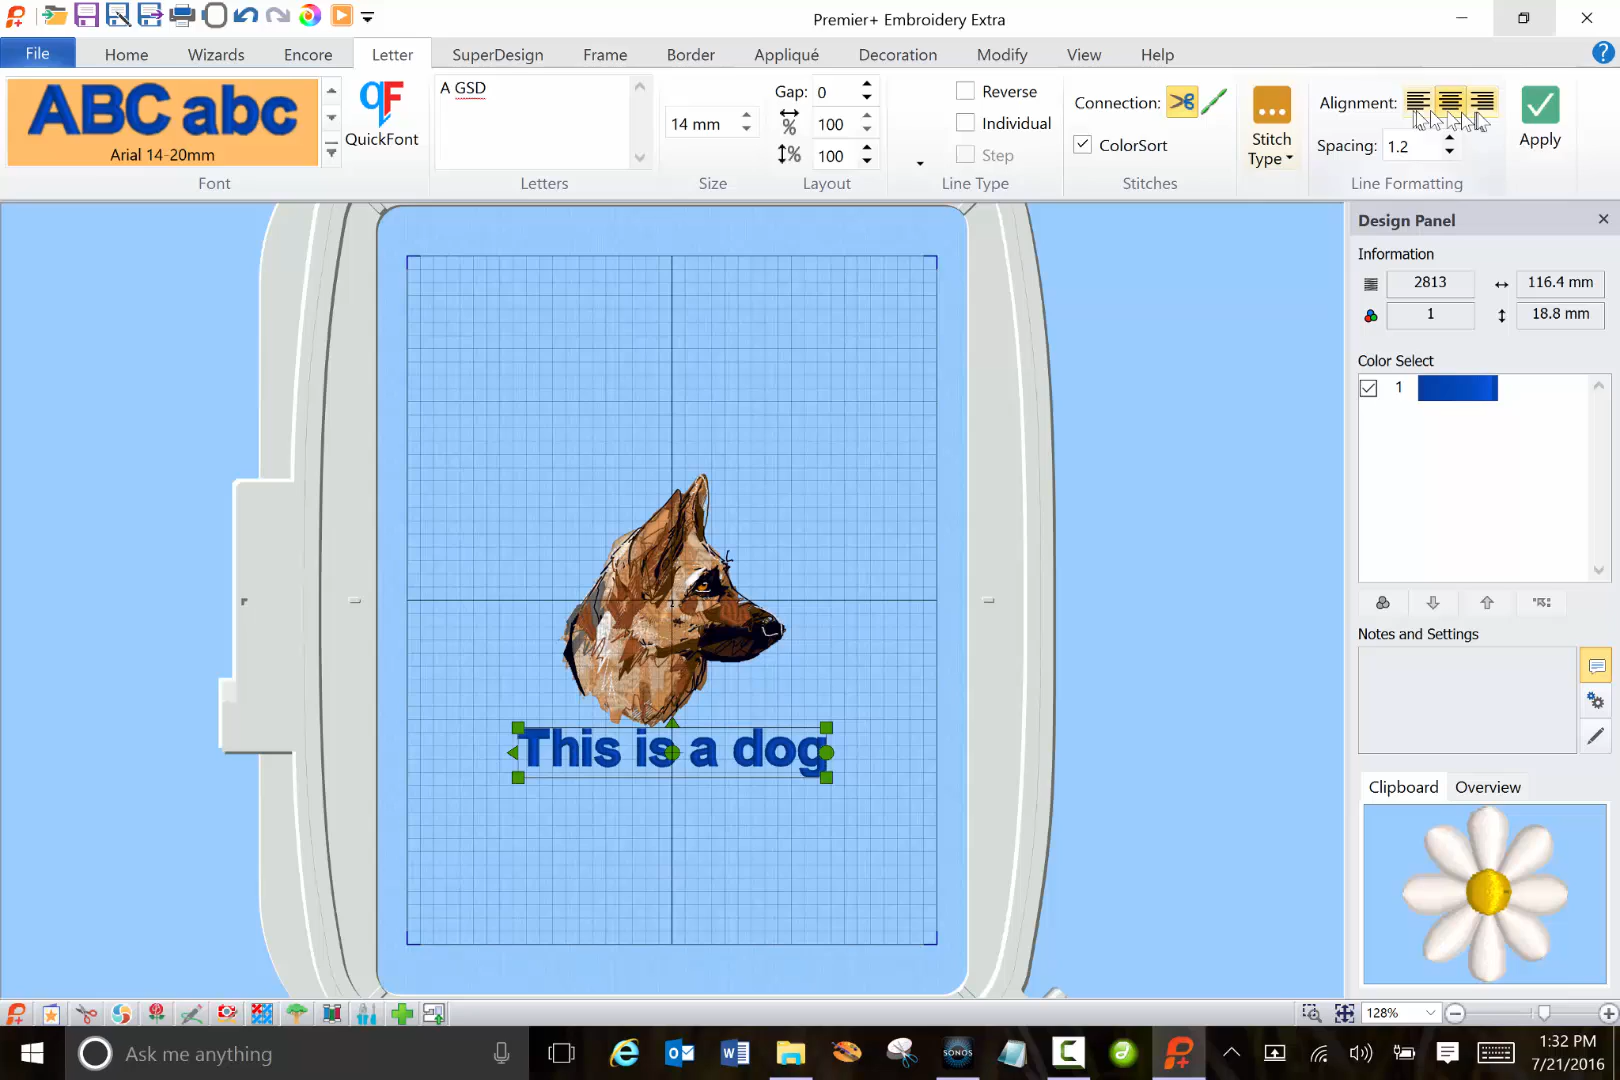 Premier+ Embroidery Extra
File Home Wizards Encore Letter SuperDesign Frame Border Appliqué Decoration Modify View Help
ABC abc
Arial 14-20mm
QuickFont
Font
A GSD
Letters
14 mm
Size
Gap: 0
100
100
Layout
Reverse
Individual
Step
Line Type
Connection:
ColorSort
Stitches
Stitch
Type
Alignment:
Spacing: 1.2
Line Formatting
Apply
Design Panel
Information
2813 116.4 mm
1 18.8 mm
Color Select
1
Notes and Settings
Clipboard Overview
This is a dog
128%
Ask me anything
SONOS
1:32 PM
7/21/2016